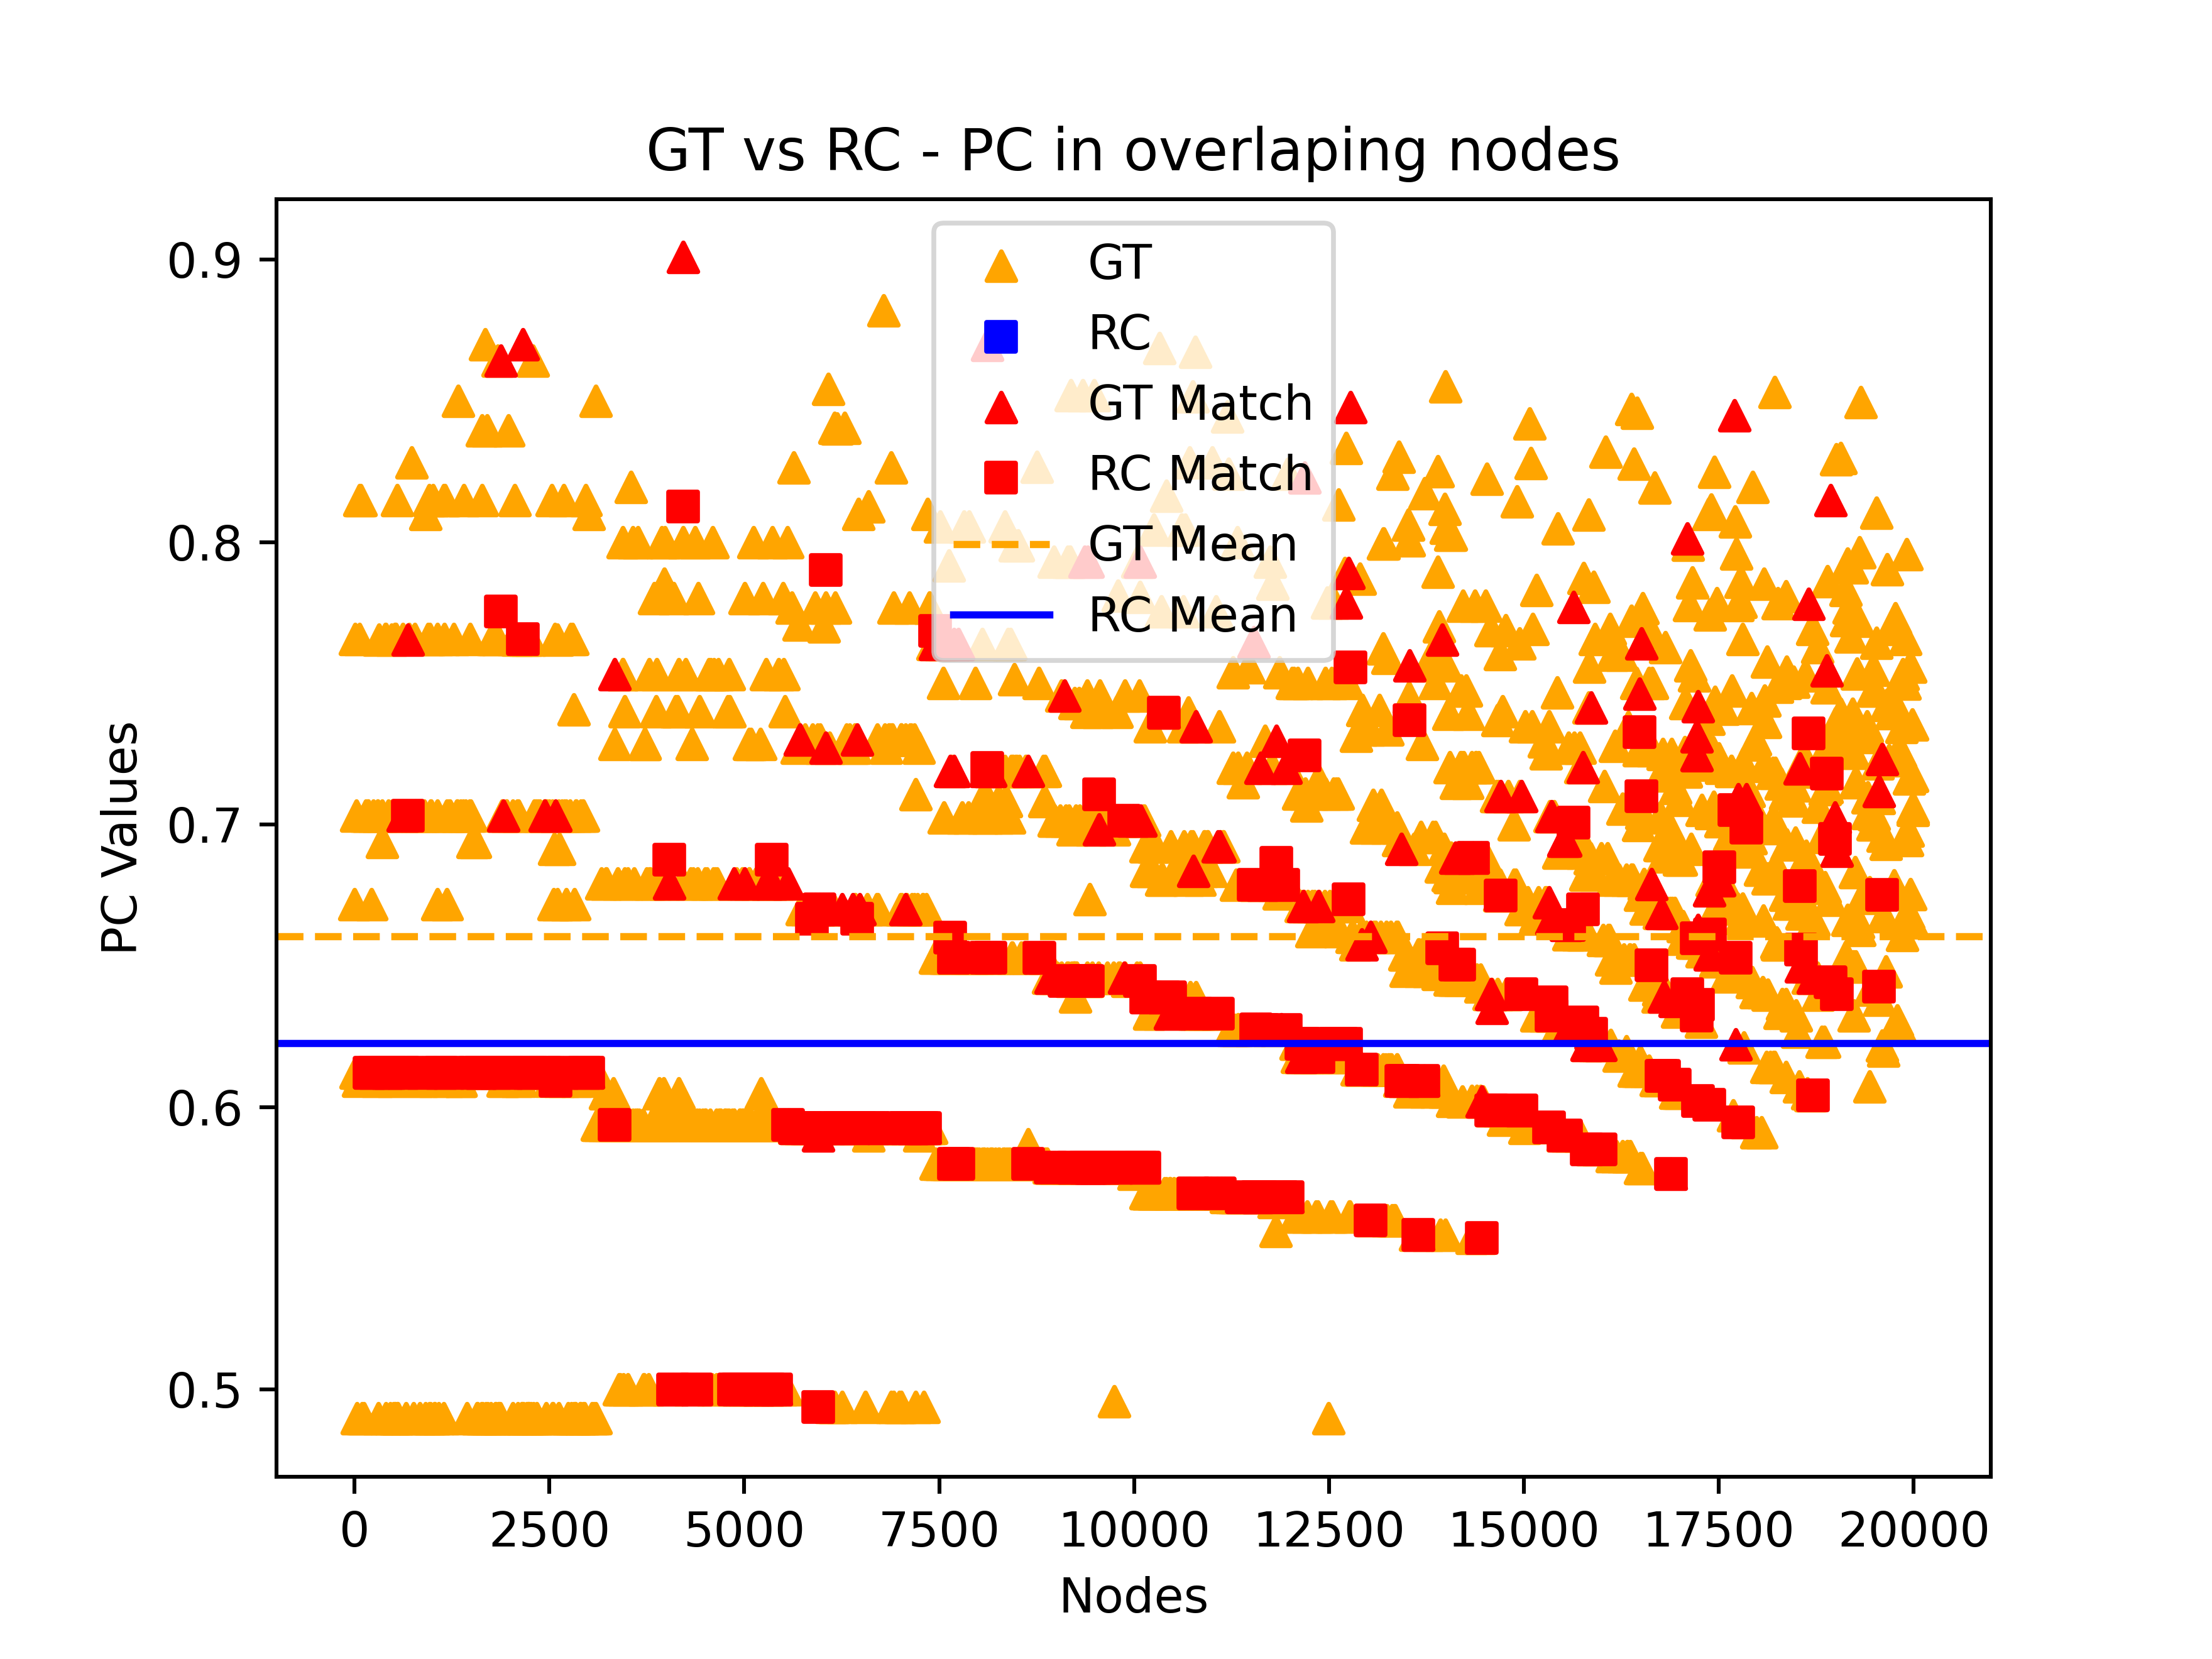 GT vs RC - PC in overlaping nodes
PC Values
0.9
0.8
0.7
0.6
0.5
GT
RC
GT Match
RC Match
GT Mean
RC Mean
0 2500 5000 7500 10000 12500 15000 17500 20000
Nodes